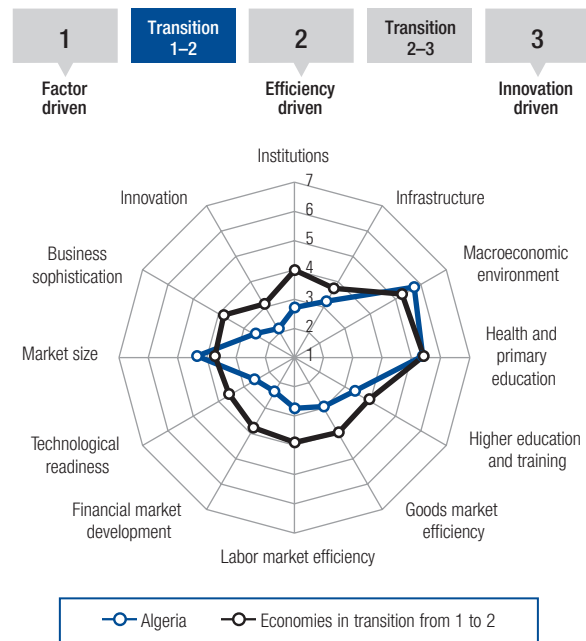 1
Transition
1–2
2
Transition
2–3
3
Factor
driven
Efficiency
driven
Innovation
driven
Institutions
Infrastructure
Macroeconomic
environment
Health and
primary
education
Higher education
and training
Goods market
efficiency
Labor market efficiency
Financial market
development
Technological
readiness
Market size
Business
sophistication
Innovation
7
6
5
4
3
2
1
Algeria
Economies in transition from 1 to 2